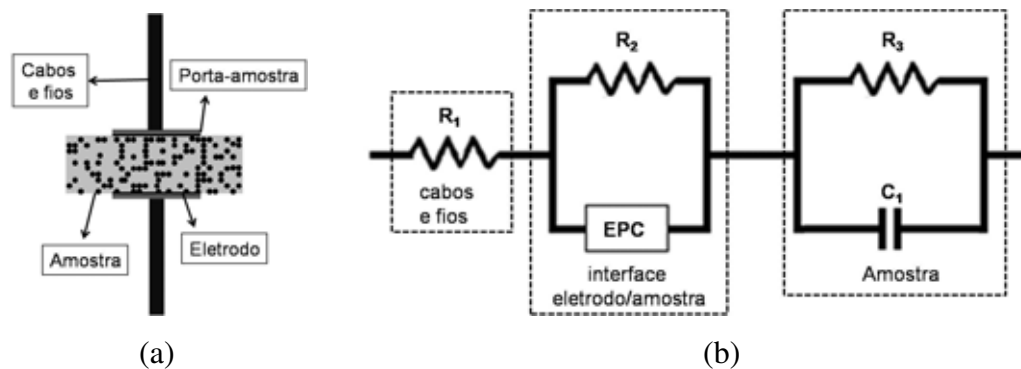 Cabos
e fios
Porta-amostra
Amostra
Eletrodo
(a)
R1
cabos
e fios
R2
EPC
interface
eletrodo/amostra
R3
C1
Amostra
(b)